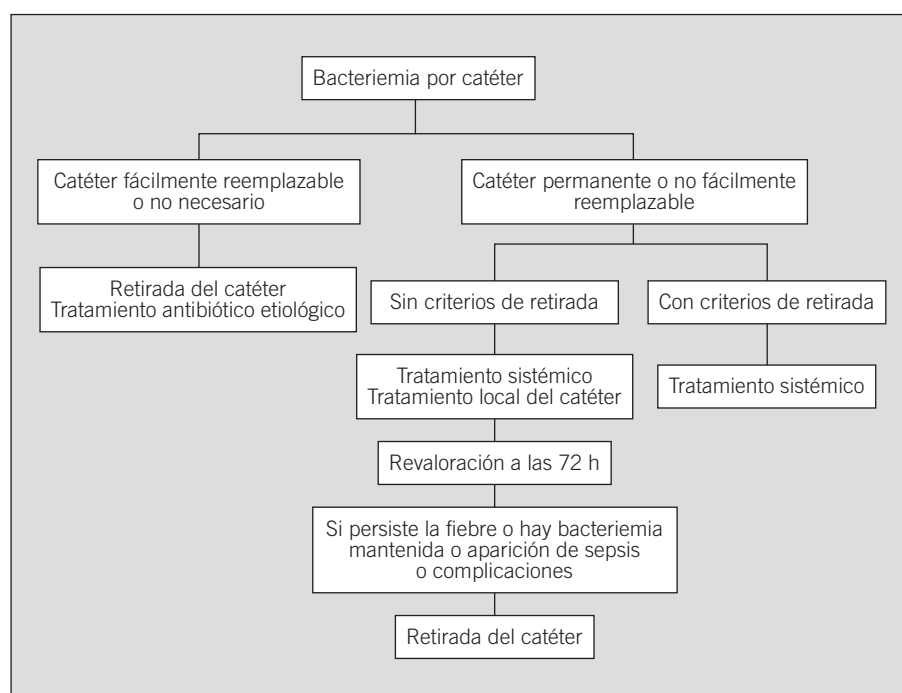 Bacteriemia por catéter
Catéter fácilmente reemplazable
o no necesario
Catéter permanente o no fácilmente
reemplazable
Retirada del catéter
Tratamiento antibiótico etiológico
Sin criterios de retirada
Con criterios de retirada
Tratamiento sistémico
Tratamiento local del catéter
Tratamiento sistémico
Revaloración a las 72 h
Si persiste la fiebre o hay bacteriemia
mantenida o aparición de sepsis
o complicaciones
Retirada del catéter